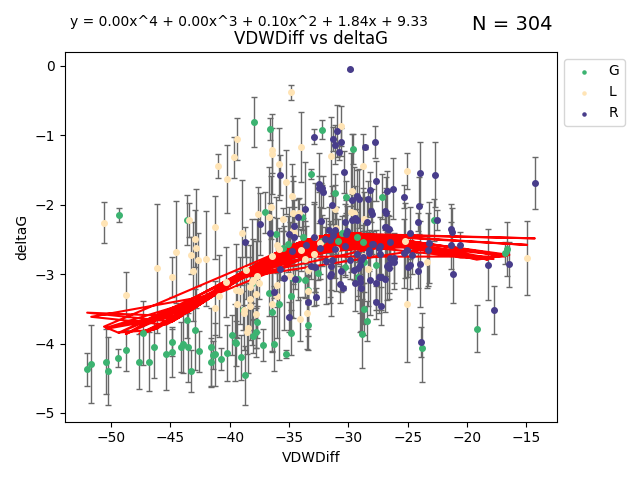 y = 0.00x^4 + 0.00x^3 + 0.10x^2 + 1.84x + 9.33
N = 304
VDWDiff vs deltaG
G
L
R
deltaG
0
−1
−2
−3
−4
−5
−50 −45 −40 −35 −30 −25 −20 −15
VDWDiff